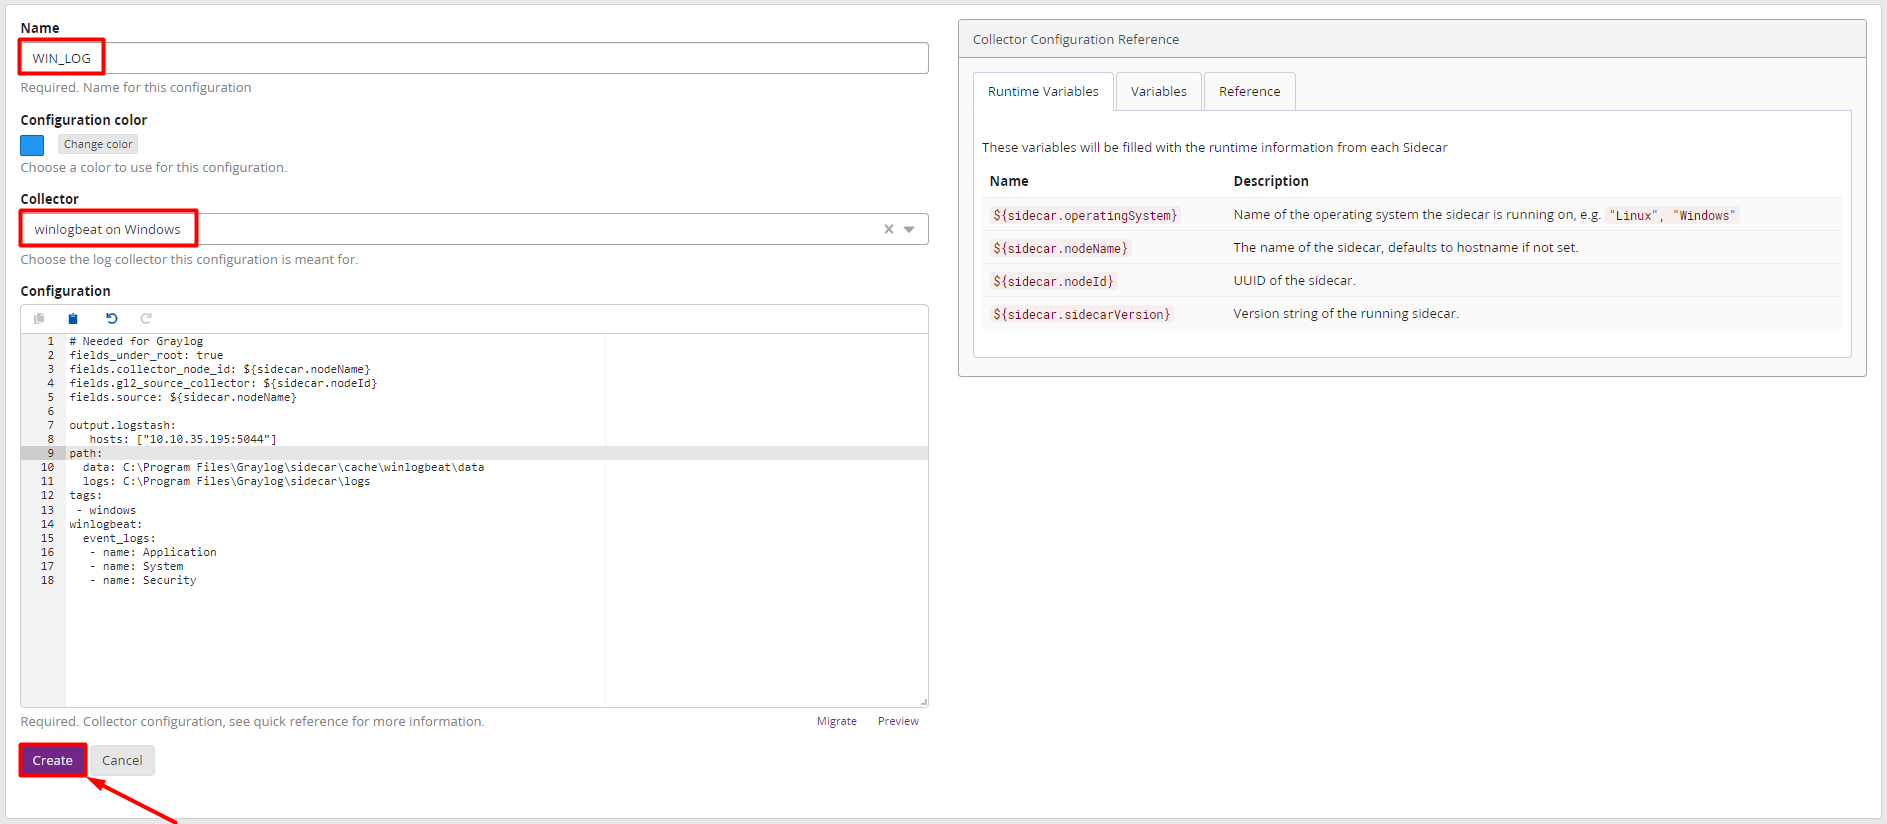 Name
WIN_LOG
Required. Name for this configuration
Configuration color
Change color
Choose a color to use for this configuration.
Collector
winlogbeat on Windows
Choose the log collector this configuration is meant for.
Configuration
1 # Needed for Graylog
2 fields_under_root: true
3 fields.collector_node_id: ${sidecar.nodeName}
4 fields.gl2_source_collector: ${sidecar.nodeId}
5 fields.source: ${sidecar.nodeName}
6
7 output.logstash:
8    hosts: ["10.10.35.195:5044"]
9 path:
10   data: C:\Program Files\Graylog\sidecar\cache\winlogbeat\data
11   logs: C:\Program Files\Graylog\sidecar\logs
12 tags:
13  - windows
14 winlogbeat:
15   event_logs:
16    - name: Application
17    - name: System
18    - name: Security
Required. Collector configuration, see quick reference for more information.
Migrate Preview
Create Cancel
Collector Configuration Reference
Runtime Variables Variables Reference
These variables will be filled with the runtime information from each Sidecar
Name Description
${sidecar.operatingSystem} Name of the operating system the sidecar is running on, e.g. "Linux", "Windows"
${sidecar.nodeName} The name of the sidecar, defaults to hostname if not set.
${sidecar.nodeId} UUID of the sidecar.
${sidecar.sidecarVersion} Version string of the running sidecar.